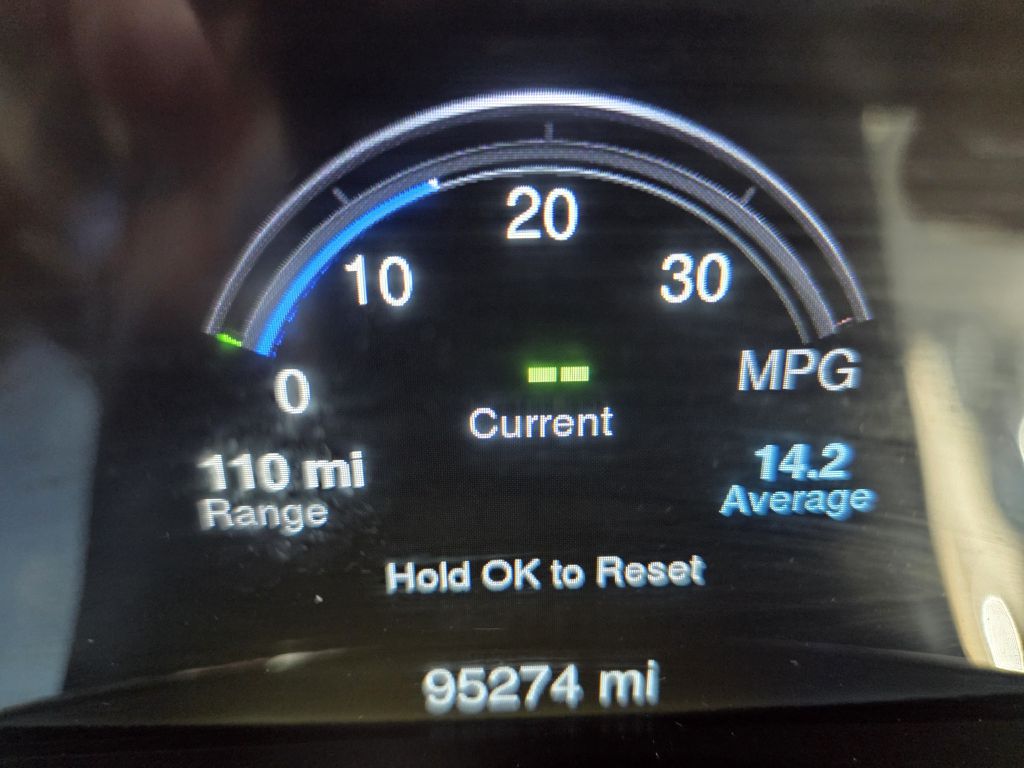 20
10
30
0
--
MPG
Current
110 mi
14.2
Range
Average
Hold OK to Reset
95274 mi